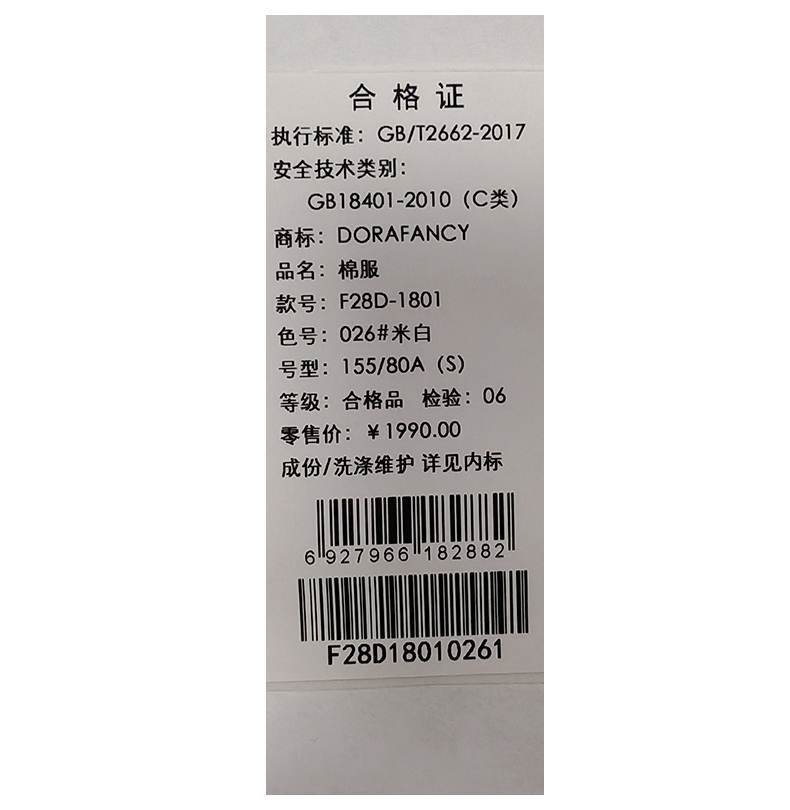 合格证
执行标准：GB/T2662-2017
安全技术类别：
GB18401-2010（C类）
商标：DORAFANCY
品名：棉服
款号：F28D-1801
色号：026#米白
号型：155/80A（S）
等级：合格品 检验：06
零售价：￥1990.00
成份/洗涤维护 详见内标
6 927966 182882
F28D18010261